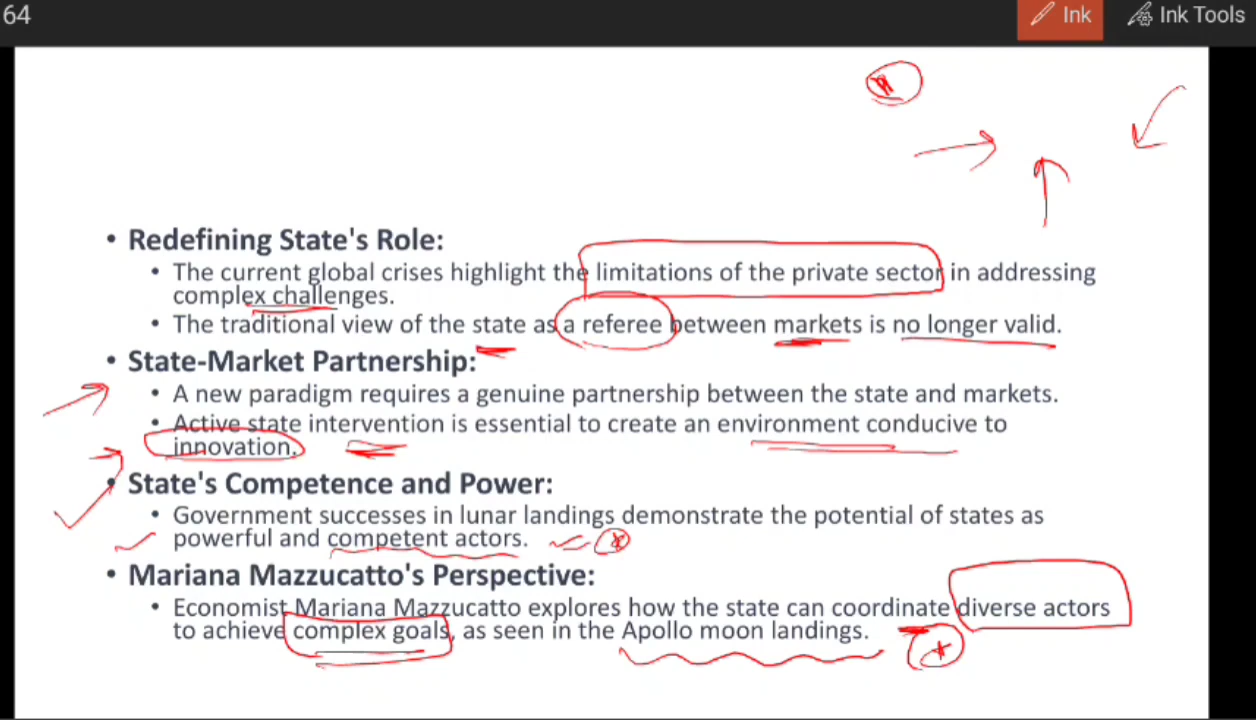 64
Ink
Ink Tools
• Redefining State's Role:
• The current global crises highlight the limitations of the private sector in addressing
complex challenges.
• The traditional view of the state as a referee between markets is no longer valid.
• State-Market Partnership:
• A new paradigm requires a genuine partnership between the state and markets.
• Active state intervention is essential to create an environment conducive to
innovation.
• State's Competence and Power:
• Government successes in lunar landings demonstrate the potential of states as
powerful and competent actors.
• Mariana Mazzucatto's Perspective:
• Economist Mariana Mazzucatto explores how the state can coordinate diverse actors
to achieve complex goals, as seen in the Apollo moon landings.